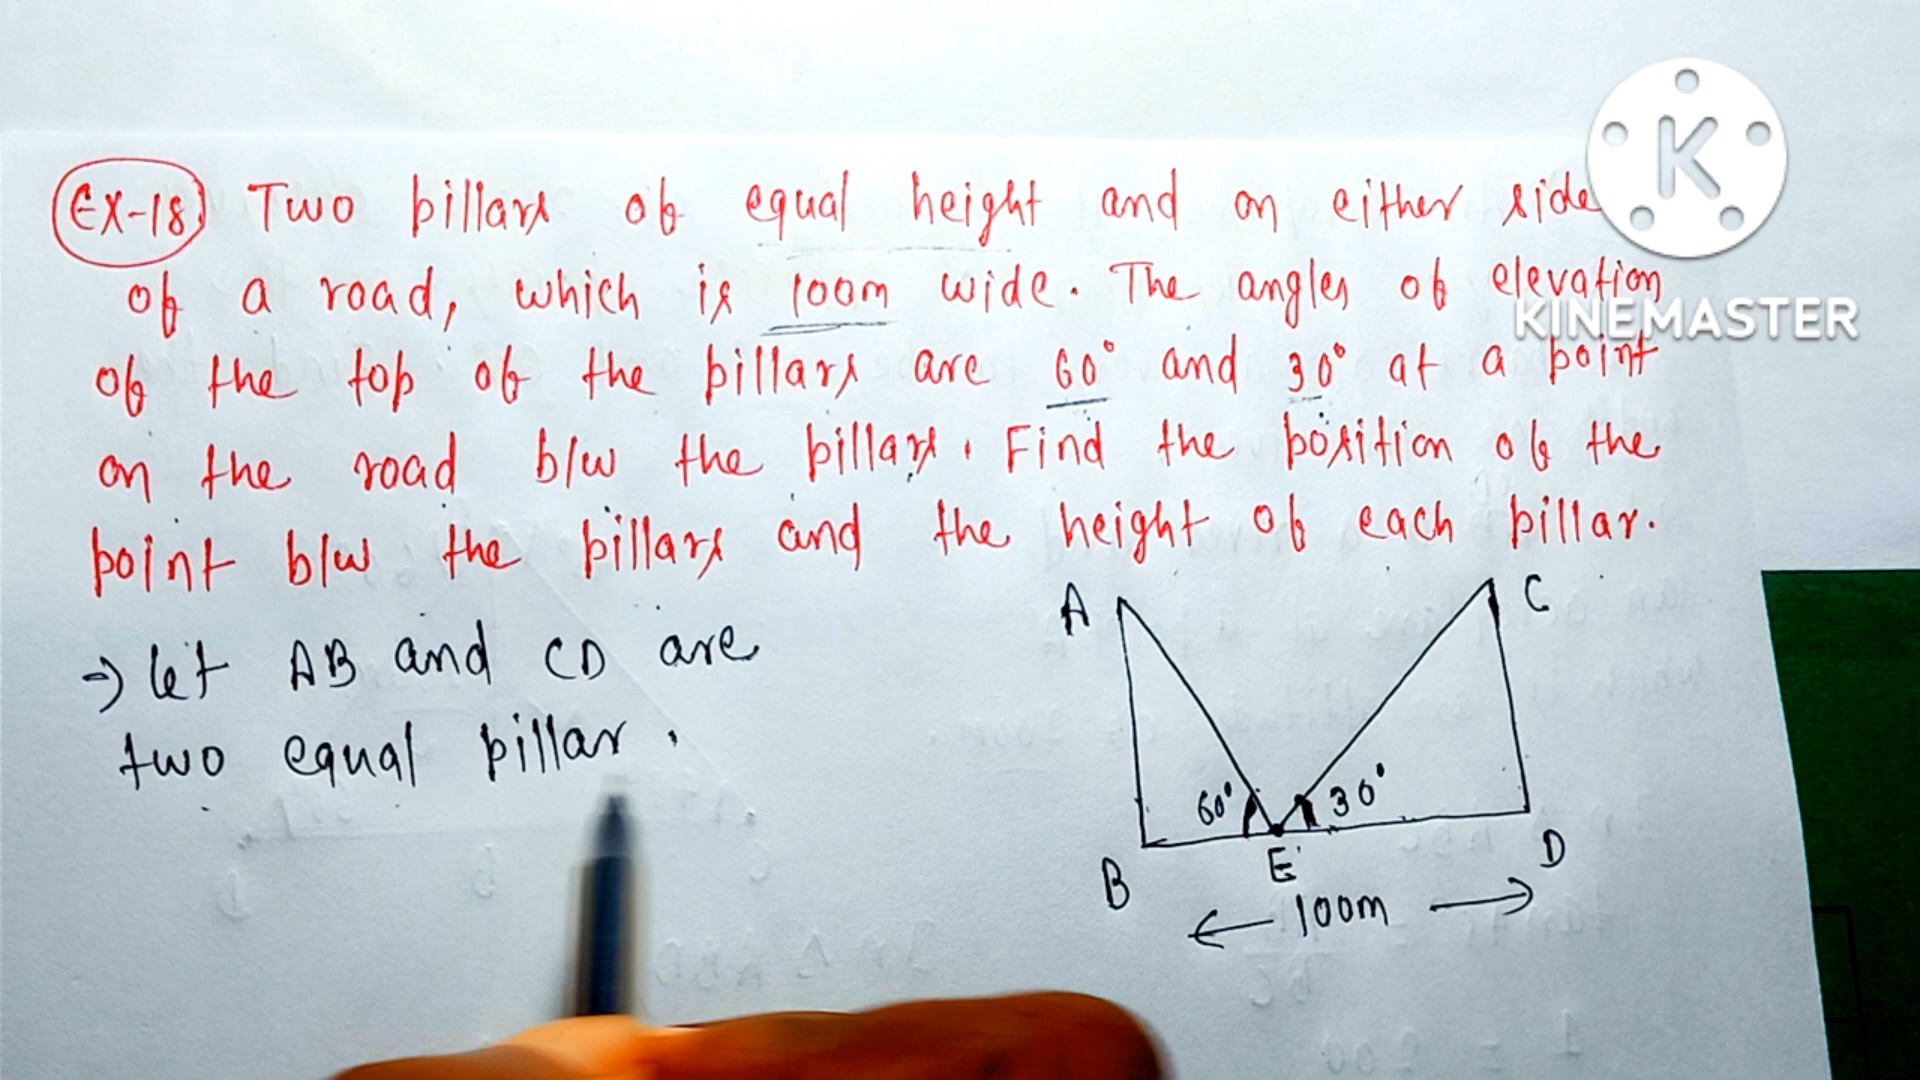 Ex-18) Two pillars of equal height and on either side
of a road, which is 100m wide. The angles of elevation
of the top of the pillars are 60° and 30° at a point
on the road b/w the pillars. Find the position of the
point b/w the pillars and the height of each pillar.
→ let AB and CD are
two equal pillar.
A
C
60°
30°
B
E
D
← 100m →
K
KINEMASTER